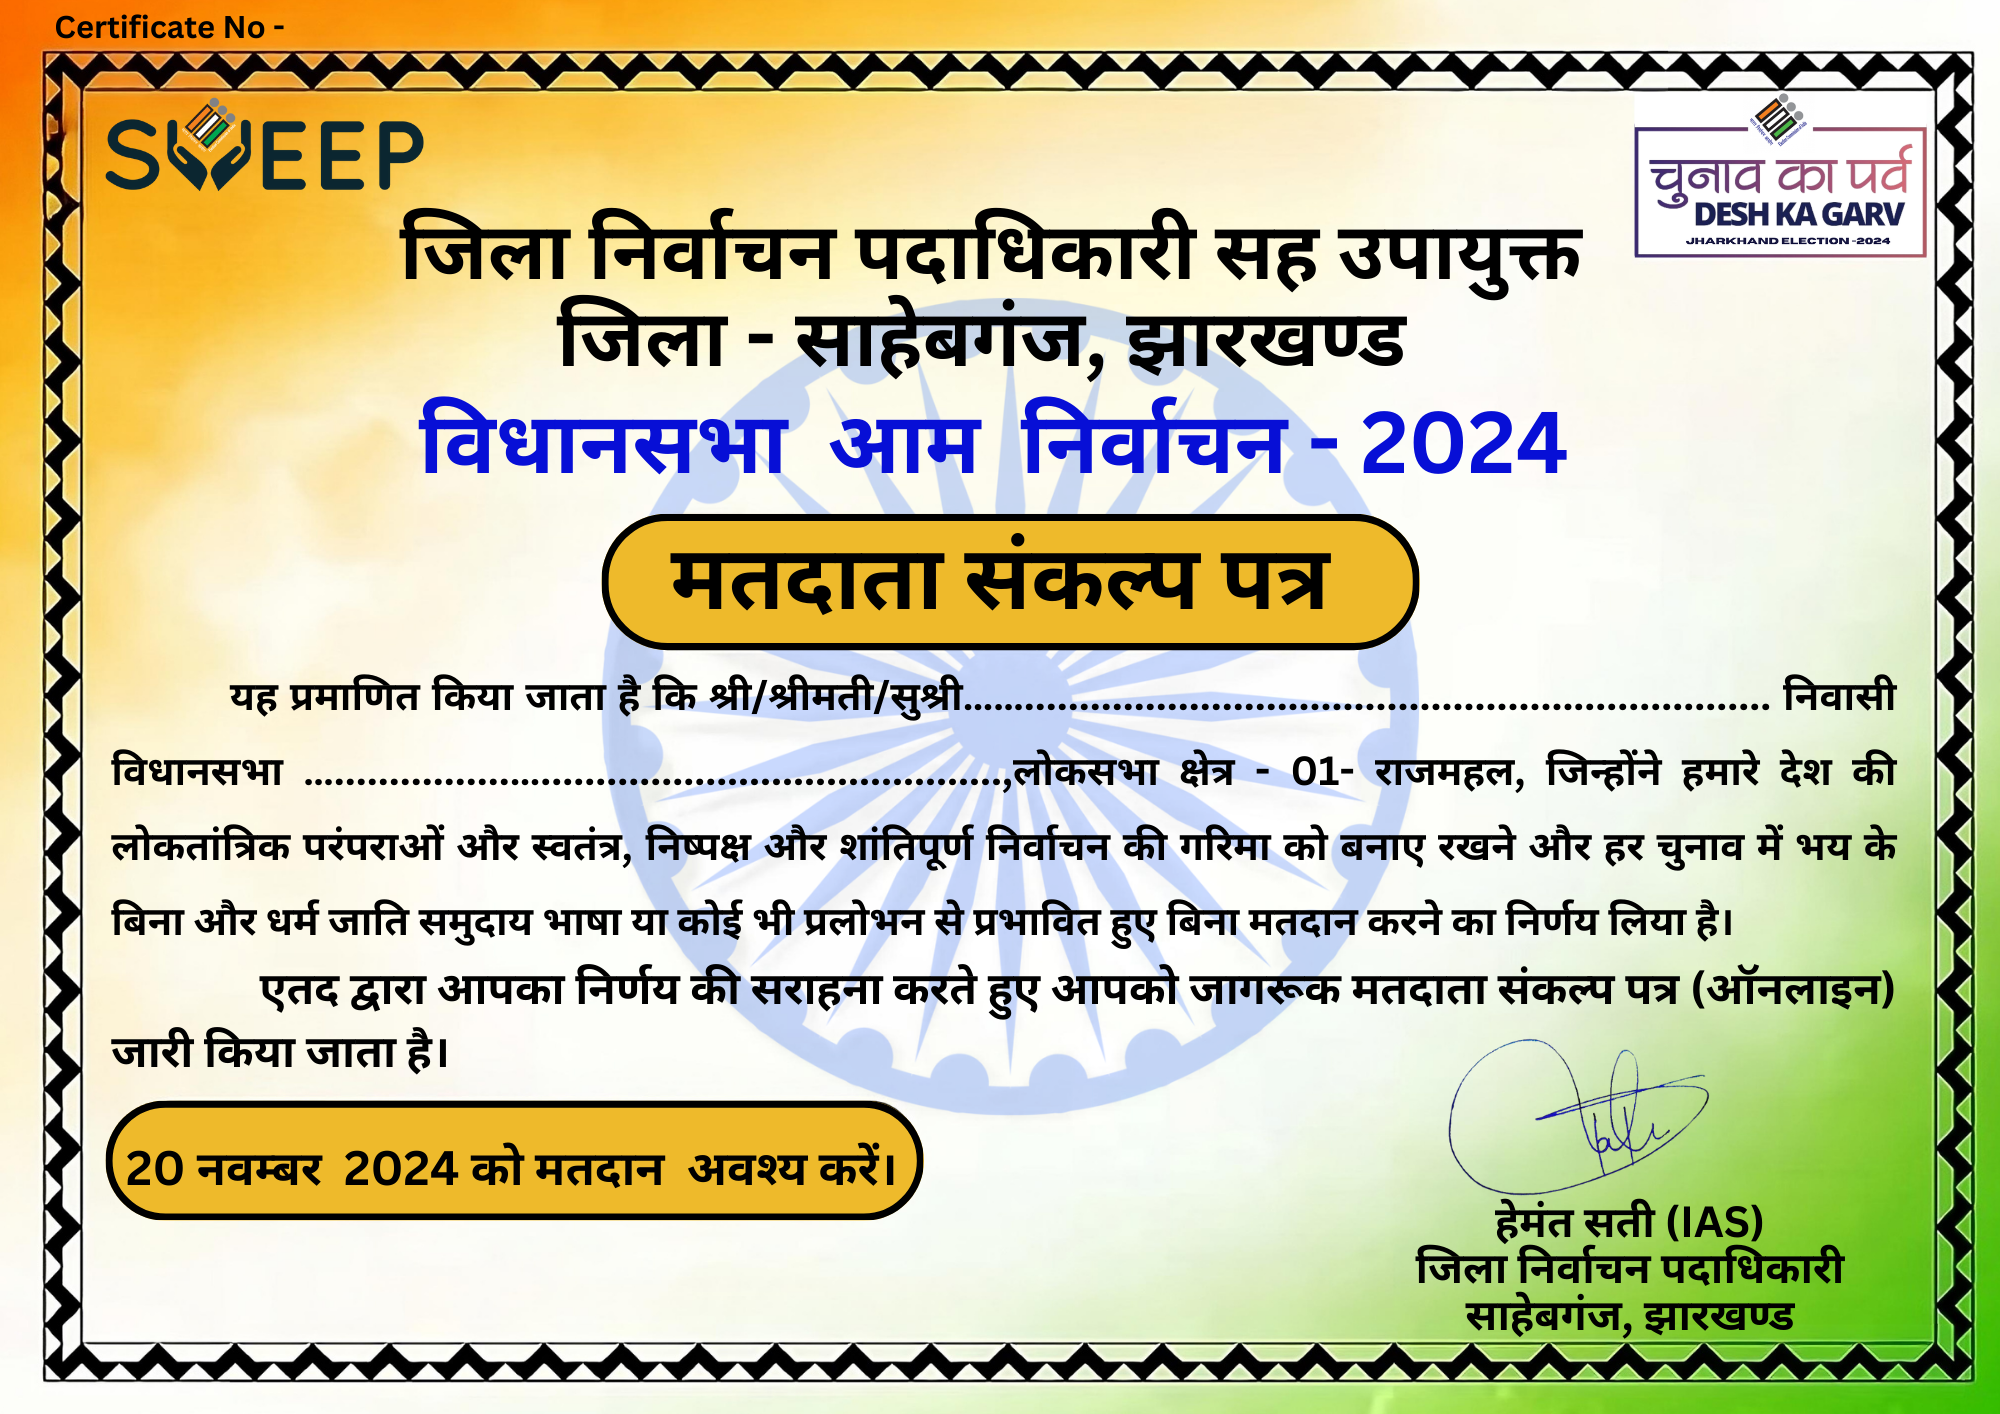 Certificate No -
SWEEP
चुनाव का पर्व
DESH KA GARV
JHARKHAND ELECTION -2024
जिला निर्वाचन पदाधिकारी सह उपायुक्त
जिला - साहेबगंज, झारखण्ड
विधानसभा आम निर्वाचन - 2024
मतदाता संकल्प पत्र
यह प्रमाणित किया जाता है कि श्री/श्रीमती/सुश्री........................................................................... निवासी
विधानसभा .................................................................,लोकसभा क्षेत्र - 01- राजमहल, जिन्होंने हमारे देश की
लोकतांत्रिक परंपराओं और स्वतंत्र, निष्पक्ष और शांतिपूर्ण निर्वाचन की गरिमा को बनाए रखने और हर चुनाव में भय के
बिना और धर्म जाति समुदाय भाषा या कोई भी प्रलोभन से प्रभावित हुए बिना मतदान करने का निर्णय लिया है।
एतद द्वारा आपका निर्णय की सराहना करते हुए आपको जागरूक मतदाता संकल्प पत्र (ऑनलाइन)
जारी किया जाता है।
20 नवम्बर 2024 को मतदान अवश्य करें।
हेमंत सती (IAS)
जिला निर्वाचन पदाधिकारी
साहेबगंज, झारखण्ड